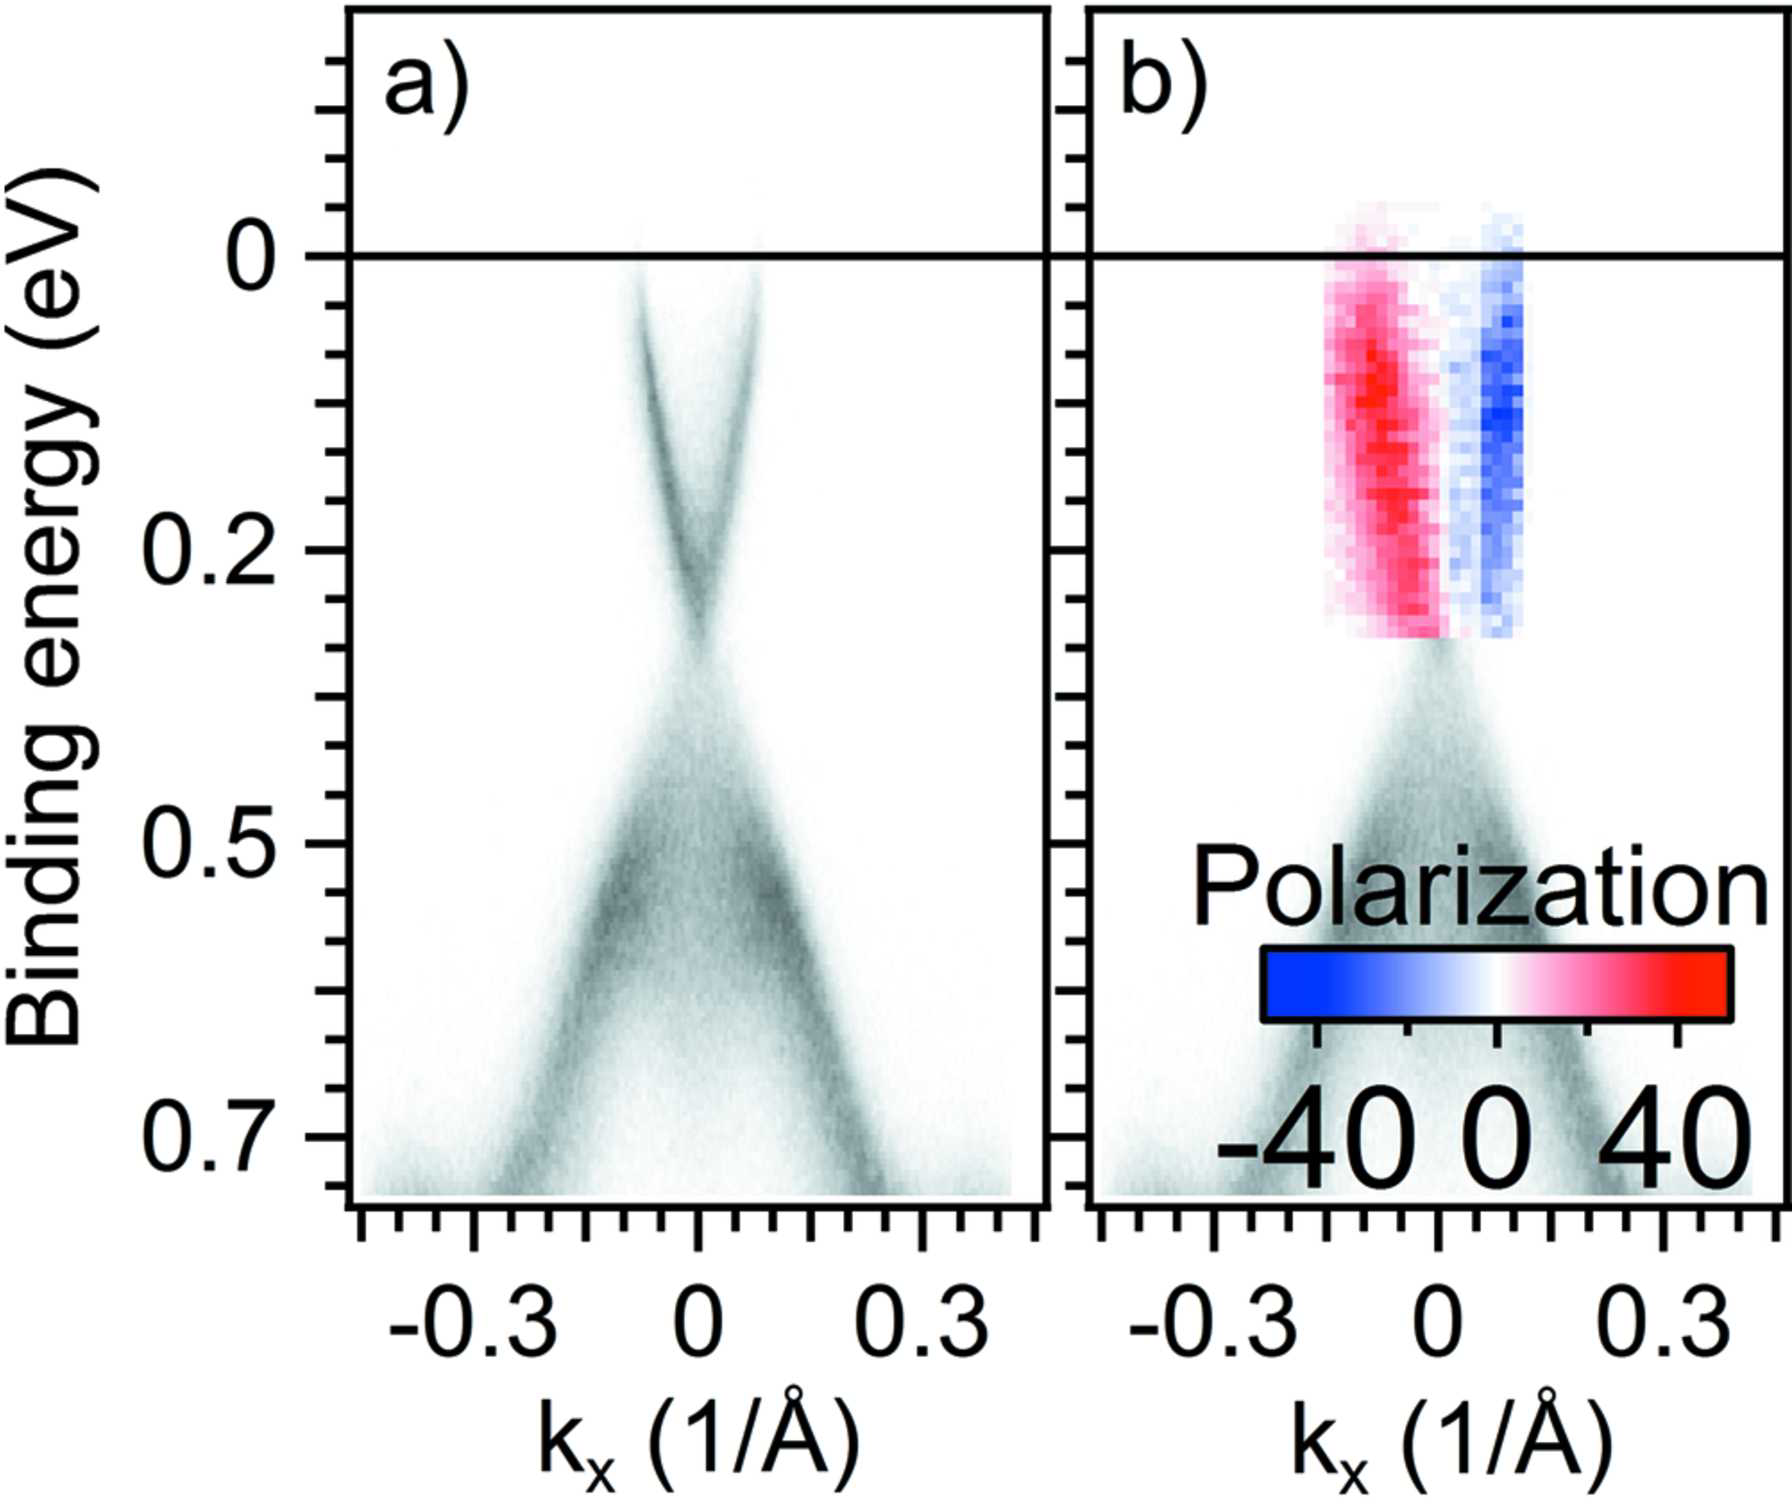 a)
b)
Binding energy (eV)
0
0.2
0.5
0.7
-0.3 0 0.3
-0.3 0 0.3
kx (1/Å)
kx (1/Å)
Polarization
-40 0 40